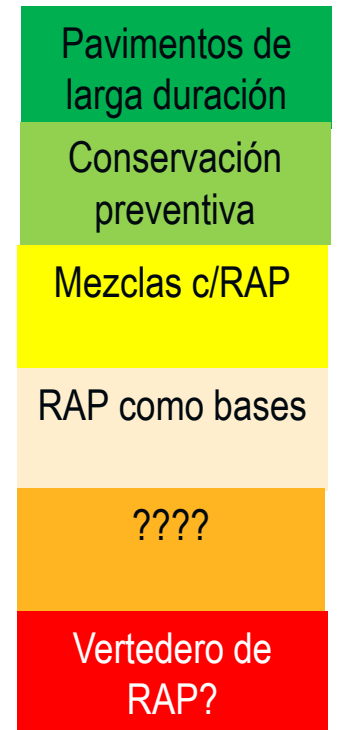 Pavimentos de
larga duración
Conservación
preventiva
Mezclas c/RAP
RAP como bases
????
Vertedero de
RAP?